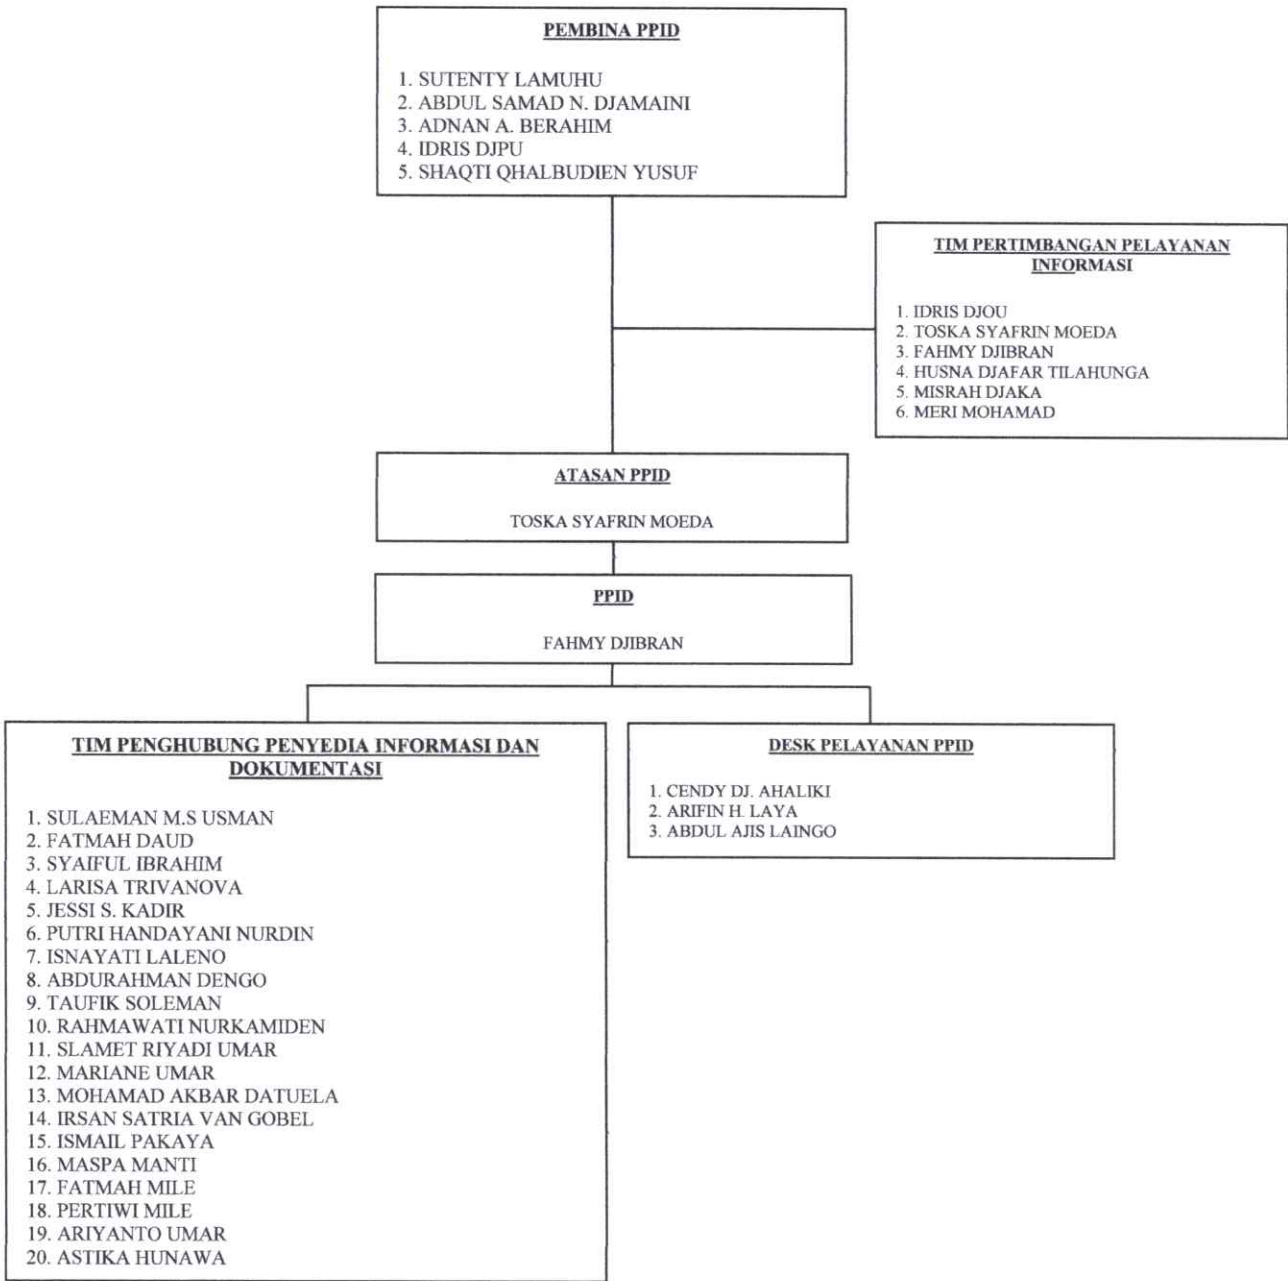 PEMBINA PPID
1. SUTENTY LAMUHU
2. ABDUL SAMAD N. DJAMAINI
3. ADNAN A. BERAHIM
4. IDRIS DJPU
5. SHAQTI QHALBUDIEN YUSUF
TIM PERTIMBANGAN PELAYANAN
INFORMASI
1. IDRIS DJOU
2. TOSKA SYAFRIN MOEDA
3. FAHMY DJIBRAN
4. HUSNA DJAFAR TILAHUNGA
5. MISRAH DJAKA
6. MERI MOHAMAD
ATASAN PPID
TOSKA SYAFRIN MOEDA
PPID
FAHMY DJIBRAN
TIM PENGHUBUNG PENYEDIA INFORMASI DAN
DOKUMENTASI
1. SULAEMAN M.S USMAN
2. FATMAH DAUD
3. SYAIFUL IBRAHIM
4. LARISA TRIVANOVA
5. JESSI S. KADIR
6. PUTRI HANDAYANI NURDIN
7. ISNAYATI LALENO
8. ABDURAHMAN DENGO
9. TAUFIK SOLEMAN
10. RAHMAWATI NURKAMIDEN
11. SLAMET RIYADI UMAR
12. MARIANE UMAR
13. MOHAMAD AKBAR DATUELA
14. IRSAN SATRIA VAN GOBEL
15. ISMAIL PAKAYA
16. MASPA MANTI
17. FATMAH MILE
18. PERTIWI MILE
19. ARIYANTO UMAR
20. ASTIKA HUNAWA
DESK PELAYANAN PPID
1. CENDY DJ. AHALIKI
2. ARIFIN H. LAYA
3. ABDUL AJIS LAINGO